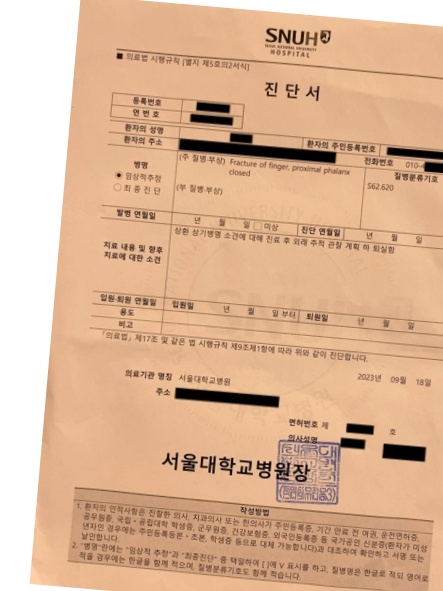 SNUH
SEOUL NATIONAL UNIVERSITY
HOSPITAL
■ 의료법 시행규칙 [별지 제5호의2서식]
진 단 서
등록번호
연 번 호
환자의 성명
환자의 주민등록번호
환자의 주소
전화번호 010-4
병명
● 임상적추정
○ 최 종 진 단
(주 질병·부상) Fracture of finger, proximal phalanx
closed
(부 질병·부상)
질병분류기호
S62.620
발병 연월일 년 월 일 □ 미상 진단 연월일 년 월 일
치료 내용 및 향후
치료에 대한 소견
상환 상기병명 소견에 대해 진료 후 외래 추적 관찰 계획 하 퇴실함
입원·퇴원 연월일 입원일 년 월 일 부터 퇴원일 년 월 일
용도
비고
「의료법」 제17조 및 같은 법 시행규칙 제9조제1항에 따라 위와 같이 진단합니다.
2023년 09월 18일
의료기관 명칭 서울대학교병원
주소
면허번호 제 호
의사성명
서울대학교병원장
작성방법
1. 환자의 인적사항은 진찰한 의사, 치과의사 또는 한의사가 주민등록증, 기간 만료 전 여권, 운전면허증,
공무원증, 국립·공립대학 학생증, 군무원증, 건강보험증, 외국인등록증 등 국가공인 신분증(환자가 미성
년자인 경우에는 주민등록등본·초본, 학생증 등으로 대체 가능합니다)과 대조하여 확인하고 서명 또는
날인합니다.
2. "병명"란에는 "임상적 추정"과 "최종진단" 중 택일하여 [ ]에 V 표시를 하고, 질병명은 한글로 적되 영어로
적을 경우에는 한글을 함께 적으며, 질병분류기호도 함께 적습니다.